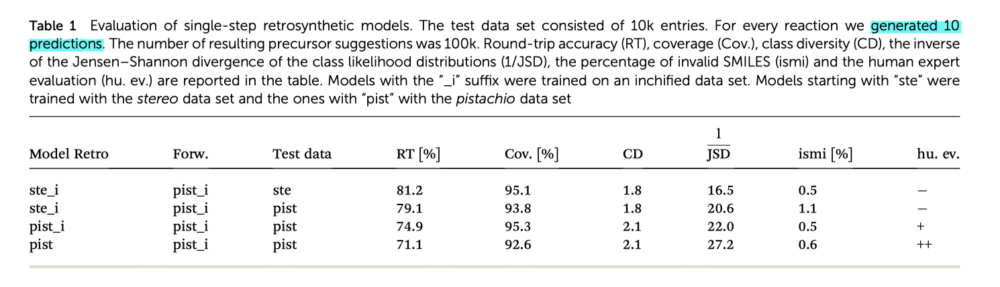 Table 1 Evaluation of single-step retrosynthetic models. The test data set consisted of 10k entries. For every reaction we generated 10
predictions. The number of resulting precursor suggestions was 100k. Round-trip accuracy (RT), coverage (Cov.), class diversity (CD), the inverse
of the Jensen–Shannon divergence of the class likelihood distributions (1/JSD), the percentage of invalid SMILES (ismi) and the human expert
evaluation (hu. ev.) are reported in the table. Models with the “_i” suffix were trained on an inchified data set. Models starting with “ste” were
trained with the stereo data set and the ones with “pist” with the pistachio data set
Model Retro Forw. Test data RT [%] Cov. [%] CD 1/JSD ismi [%] hu. ev.
ste_i pist_i ste 81.2 95.1 1.8 16.5 0.5 −
ste_i pist_i pist 79.1 93.8 1.8 20.6 1.1 −
pist_i pist_i pist 74.9 95.3 2.1 22.0 0.5 +
pist pist_i pist 71.1 92.6 2.1 27.2 0.6 ++